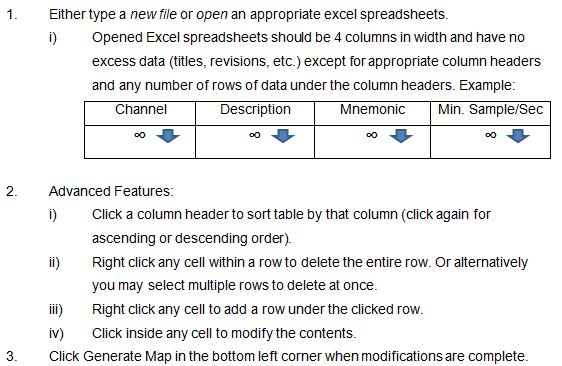 1. Either type a new file or open an appropriate excel spreadsheets.
i) Opened Excel spreadsheets should be 4 columns in width and have no
excess data (titles, revisions, etc.) except for appropriate column headers
and any number of rows of data under the column headers. Example:
Channel Description Mnemonic Min. Sample/Sec
∞ ∞ ∞ ∞
2. Advanced Features:
i) Click a column header to sort table by that column (click again for
ascending or descending order).
ii) Right click any cell within a row to delete the entire row. Or alternatively
you may select multiple rows to delete at once.
iii) Right click any cell to add a row under the clicked row.
iv) Click inside any cell to modify the contents.
3. Click Generate Map in the bottom left corner when modifications are complete.